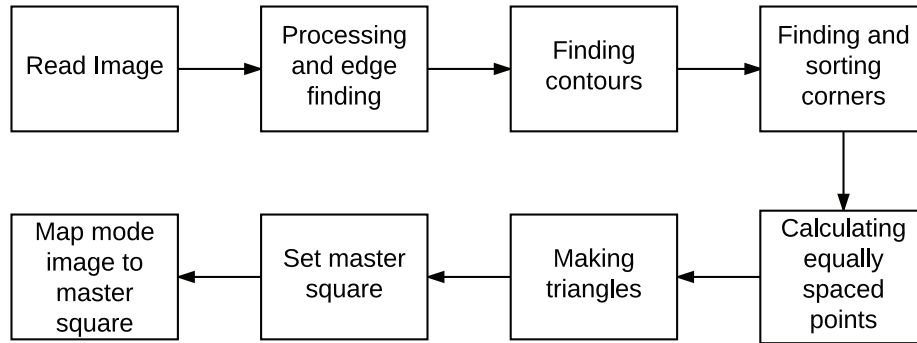 Read Image
Processing
and edge
finding
Finding
contours
Finding and
sorting
corners
Calculating
equally
spaced
points
Making
triangles
Set master
square
Map mode
image to
master
square